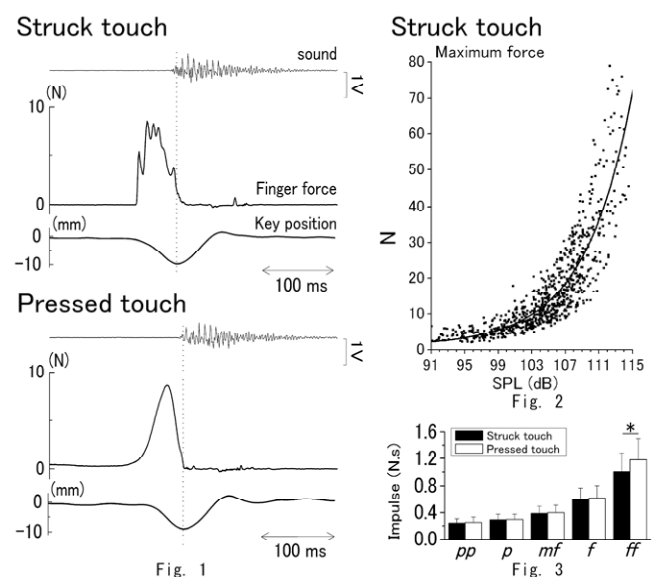 Struck touch
sound
1V
(N)
10
0
Finger force
(mm)
Key position
0
-10
100 ms
Pressed touch
1V
(N)
10
0
(mm)
0
-10
100 ms
Fig. 1
Struck touch
Maximum force
80
70
60
50
40
30
20
10
0
N
91 95 99 103 107 111 115
SPL (dB)
Fig. 2
1.6
1.2
0.8
0.4
0
Impulse (N.s)
Struck touch
Pressed touch
*
pp p mf f ff
Fig. 3